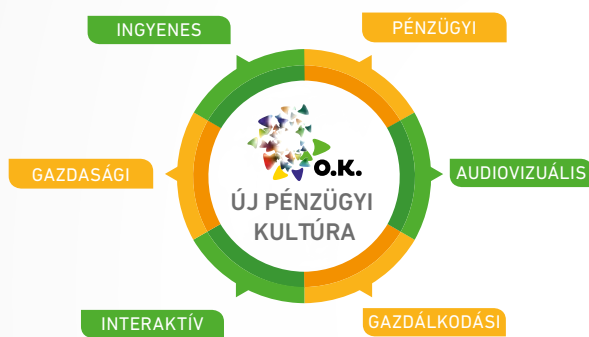 INGYENES
PÉNZÜGYI
GAZDASÁGI
O.K.
ÚJ PÉNZÜGYI
KULTÚRA
AUDIOVIZUÁLIS
INTERAKTÍV
GAZDÁLKODÁSI